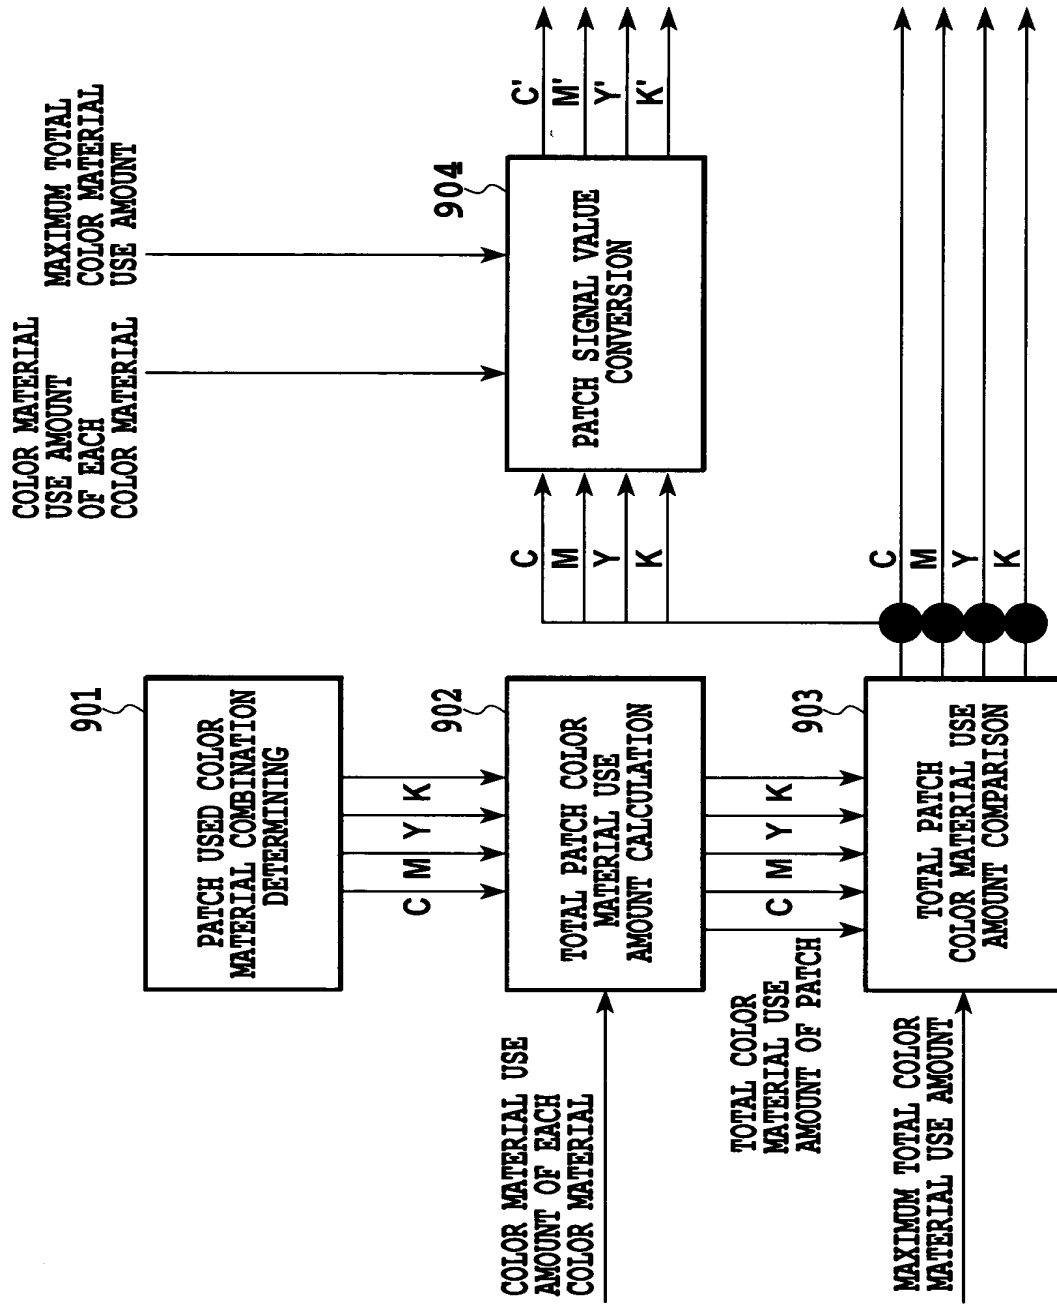 901
PATCH USED COLOR
MATERIAL COMBINATION
DETERMINING
C
M
Y
K
COLOR MATERIAL USE
AMOUNT OF EACH
COLOR MATERIAL
902
TOTAL PATCH COLOR
MATERIAL USE
AMOUNT CALCULATION
TOTAL COLOR
MATERIAL USE
AMOUNT OF PATCH
C
M
Y
K
MAXIMUM TOTAL COLOR
MATERIAL USE AMOUNT
903
TOTAL PATCH
COLOR MATERIAL USE
AMOUNT COMPARISON
C
M
Y
K
C
M
Y
K
COLOR MATERIAL
USE AMOUNT
OF EACH
COLOR MATERIAL
MAXIMUM TOTAL
COLOR MATERIAL
USE AMOUNT
904
PATCH SIGNAL VALUE
CONVERSION
C'
M'
Y'
K'